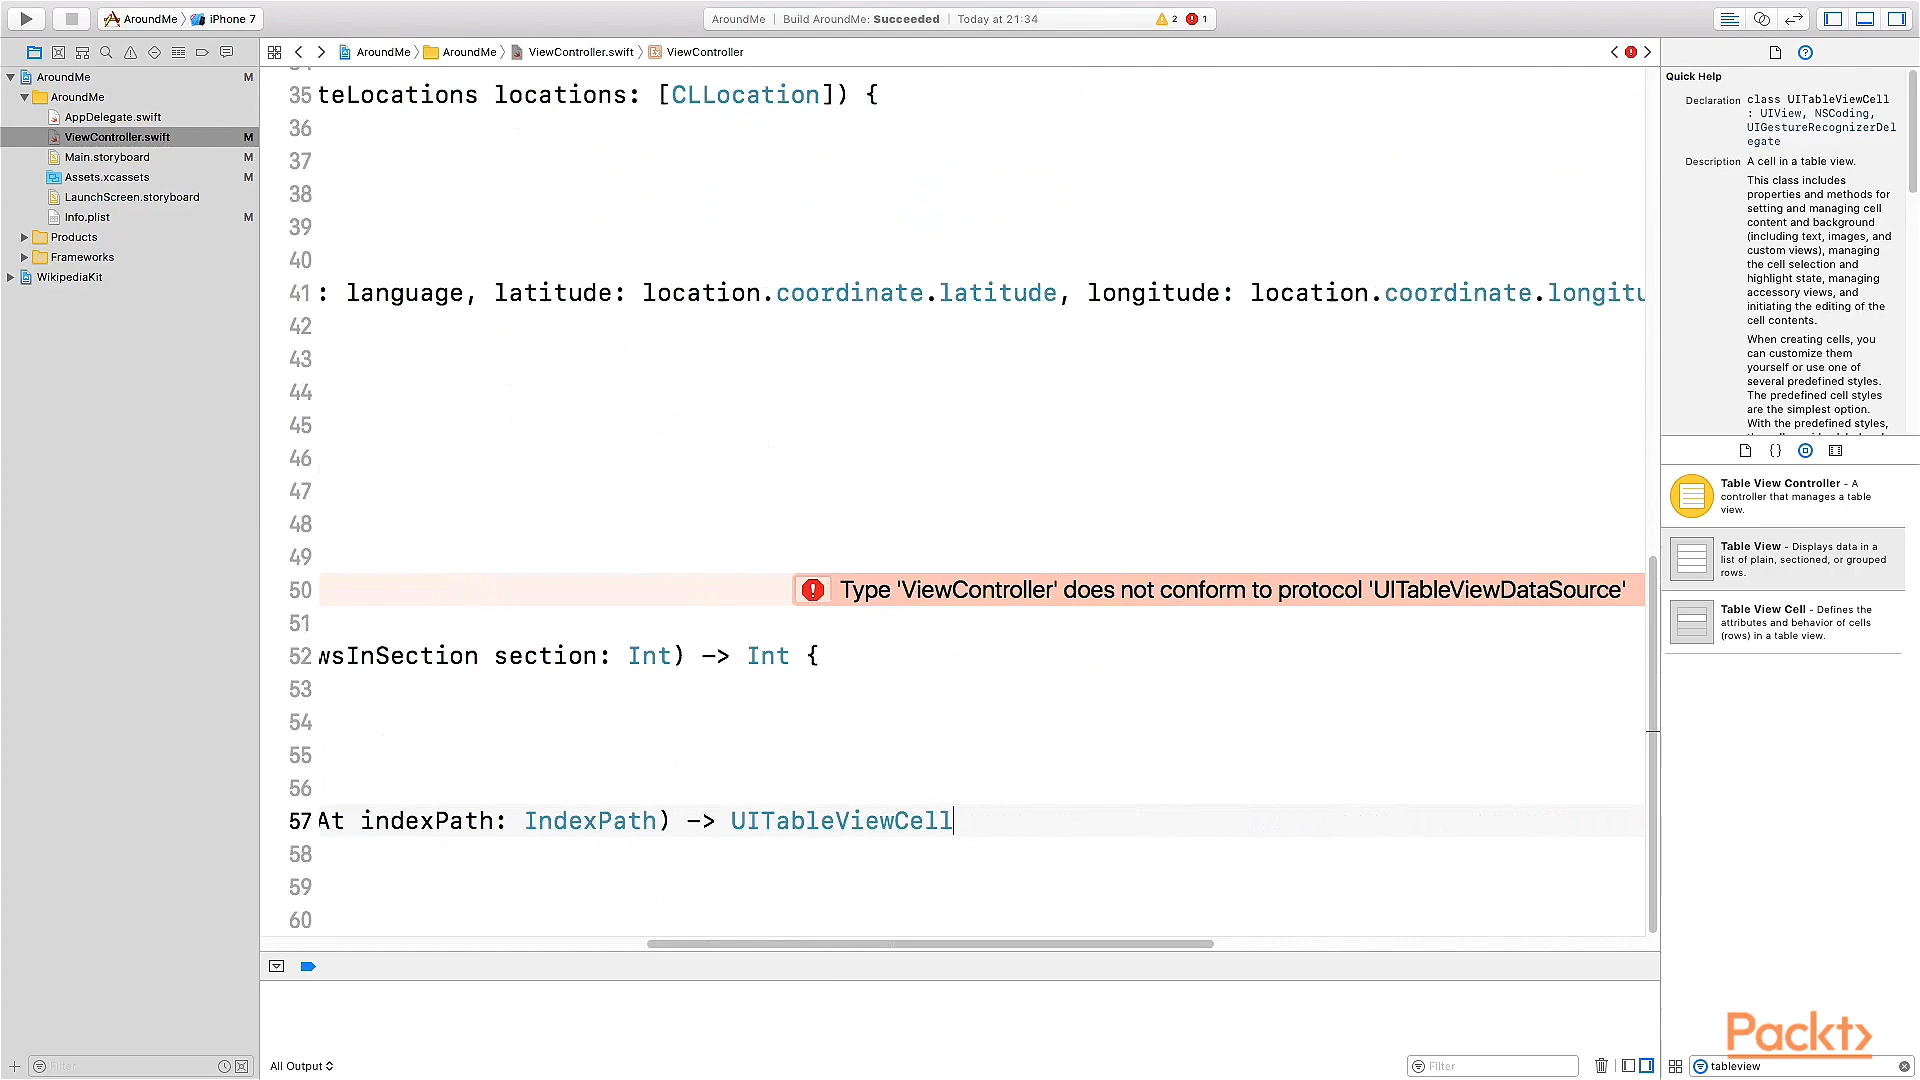 AroundMe
iPhone 7
AroundMe | Build AroundMe: Succeeded | Today at 21:34
2
1
AroundMe
AroundMe
ViewController.swift
ViewController
AroundMe M
AroundMe
AppDelegate.swift
ViewController.swift M
Main.storyboard M
Assets.xcassets M
LaunchScreen.storyboard
Info.plist M
Products
Frameworks
WikipediaKit
Filter
35 teLocations locations: [CLLocation]) {
36
37
38
39
40
41 : language, latitude: location.coordinate.latitude, longitude: location.coordinate.longitu
42
43
44
45
46
47
48
49
50 Type 'ViewController' does not conform to protocol 'UITableViewDataSource'
51
52 wsInSection section: Int) -> Int {
53
54
55
56
57 At indexPath: IndexPath) -> UITableViewCell
58
59
60
All Output
Filter
Quick Help
Declaration class UITableViewCell
: UIView, NSCoding,
UIGestureRecognizerDel
egate
Description A cell in a table view.
This class includes
properties and methods for
setting and managing cell
content and background
(including text, images, and
custom views), managing
the cell selection and
highlight state, managing
accessory views, and
initiating the editing of the
cell contents.
When creating cells, you
can customize them
yourself or use one of
several predefined styles.
The predefined cell styles
are the simplest option.
With the predefined styles,
{}
Table View Controller - A
controller that manages a table
view.
Table View - Displays data in a
list of plain, sectioned, or grouped
rows.
Table View Cell - Defines the
attributes and behavior of cells
(rows) in a table view.
Packt>
tableview